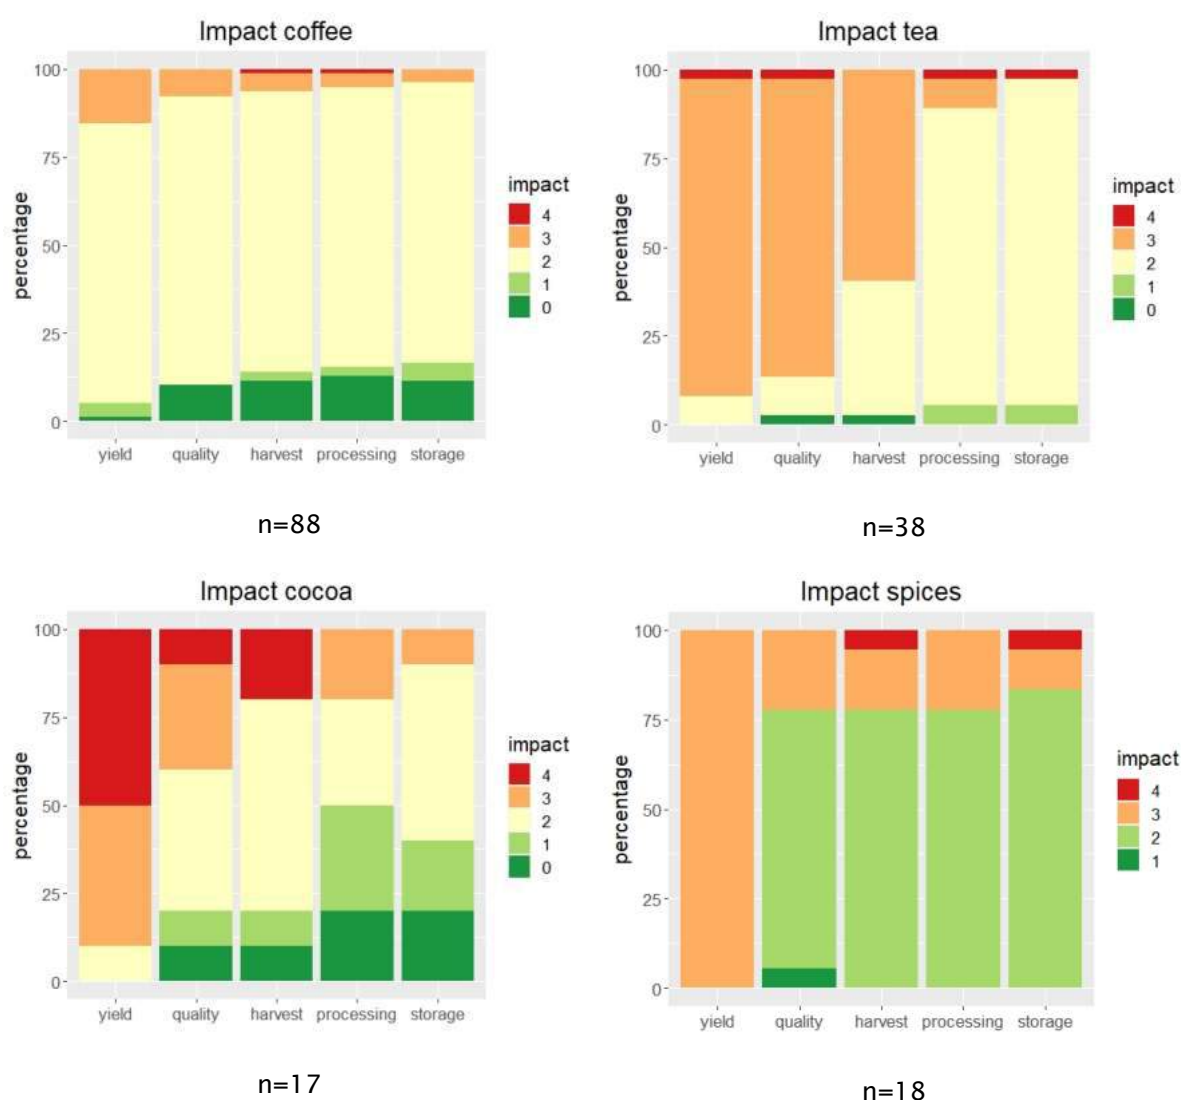 Impact coffee
percentage
100
75
50
25
0
yield quality harvest processing storage
impact
4
3
2
1
0
n=88
Impact tea
percentage
100
75
50
25
0
yield quality harvest processing storage
impact
4
3
2
1
0
n=38
Impact cocoa
percentage
100
75
50
25
0
yield quality harvest processing storage
impact
4
3
2
1
0
n=17
Impact spices
percentage
100
75
50
25
0
yield quality harvest processing storage
impact
4
3
2
1
n=18